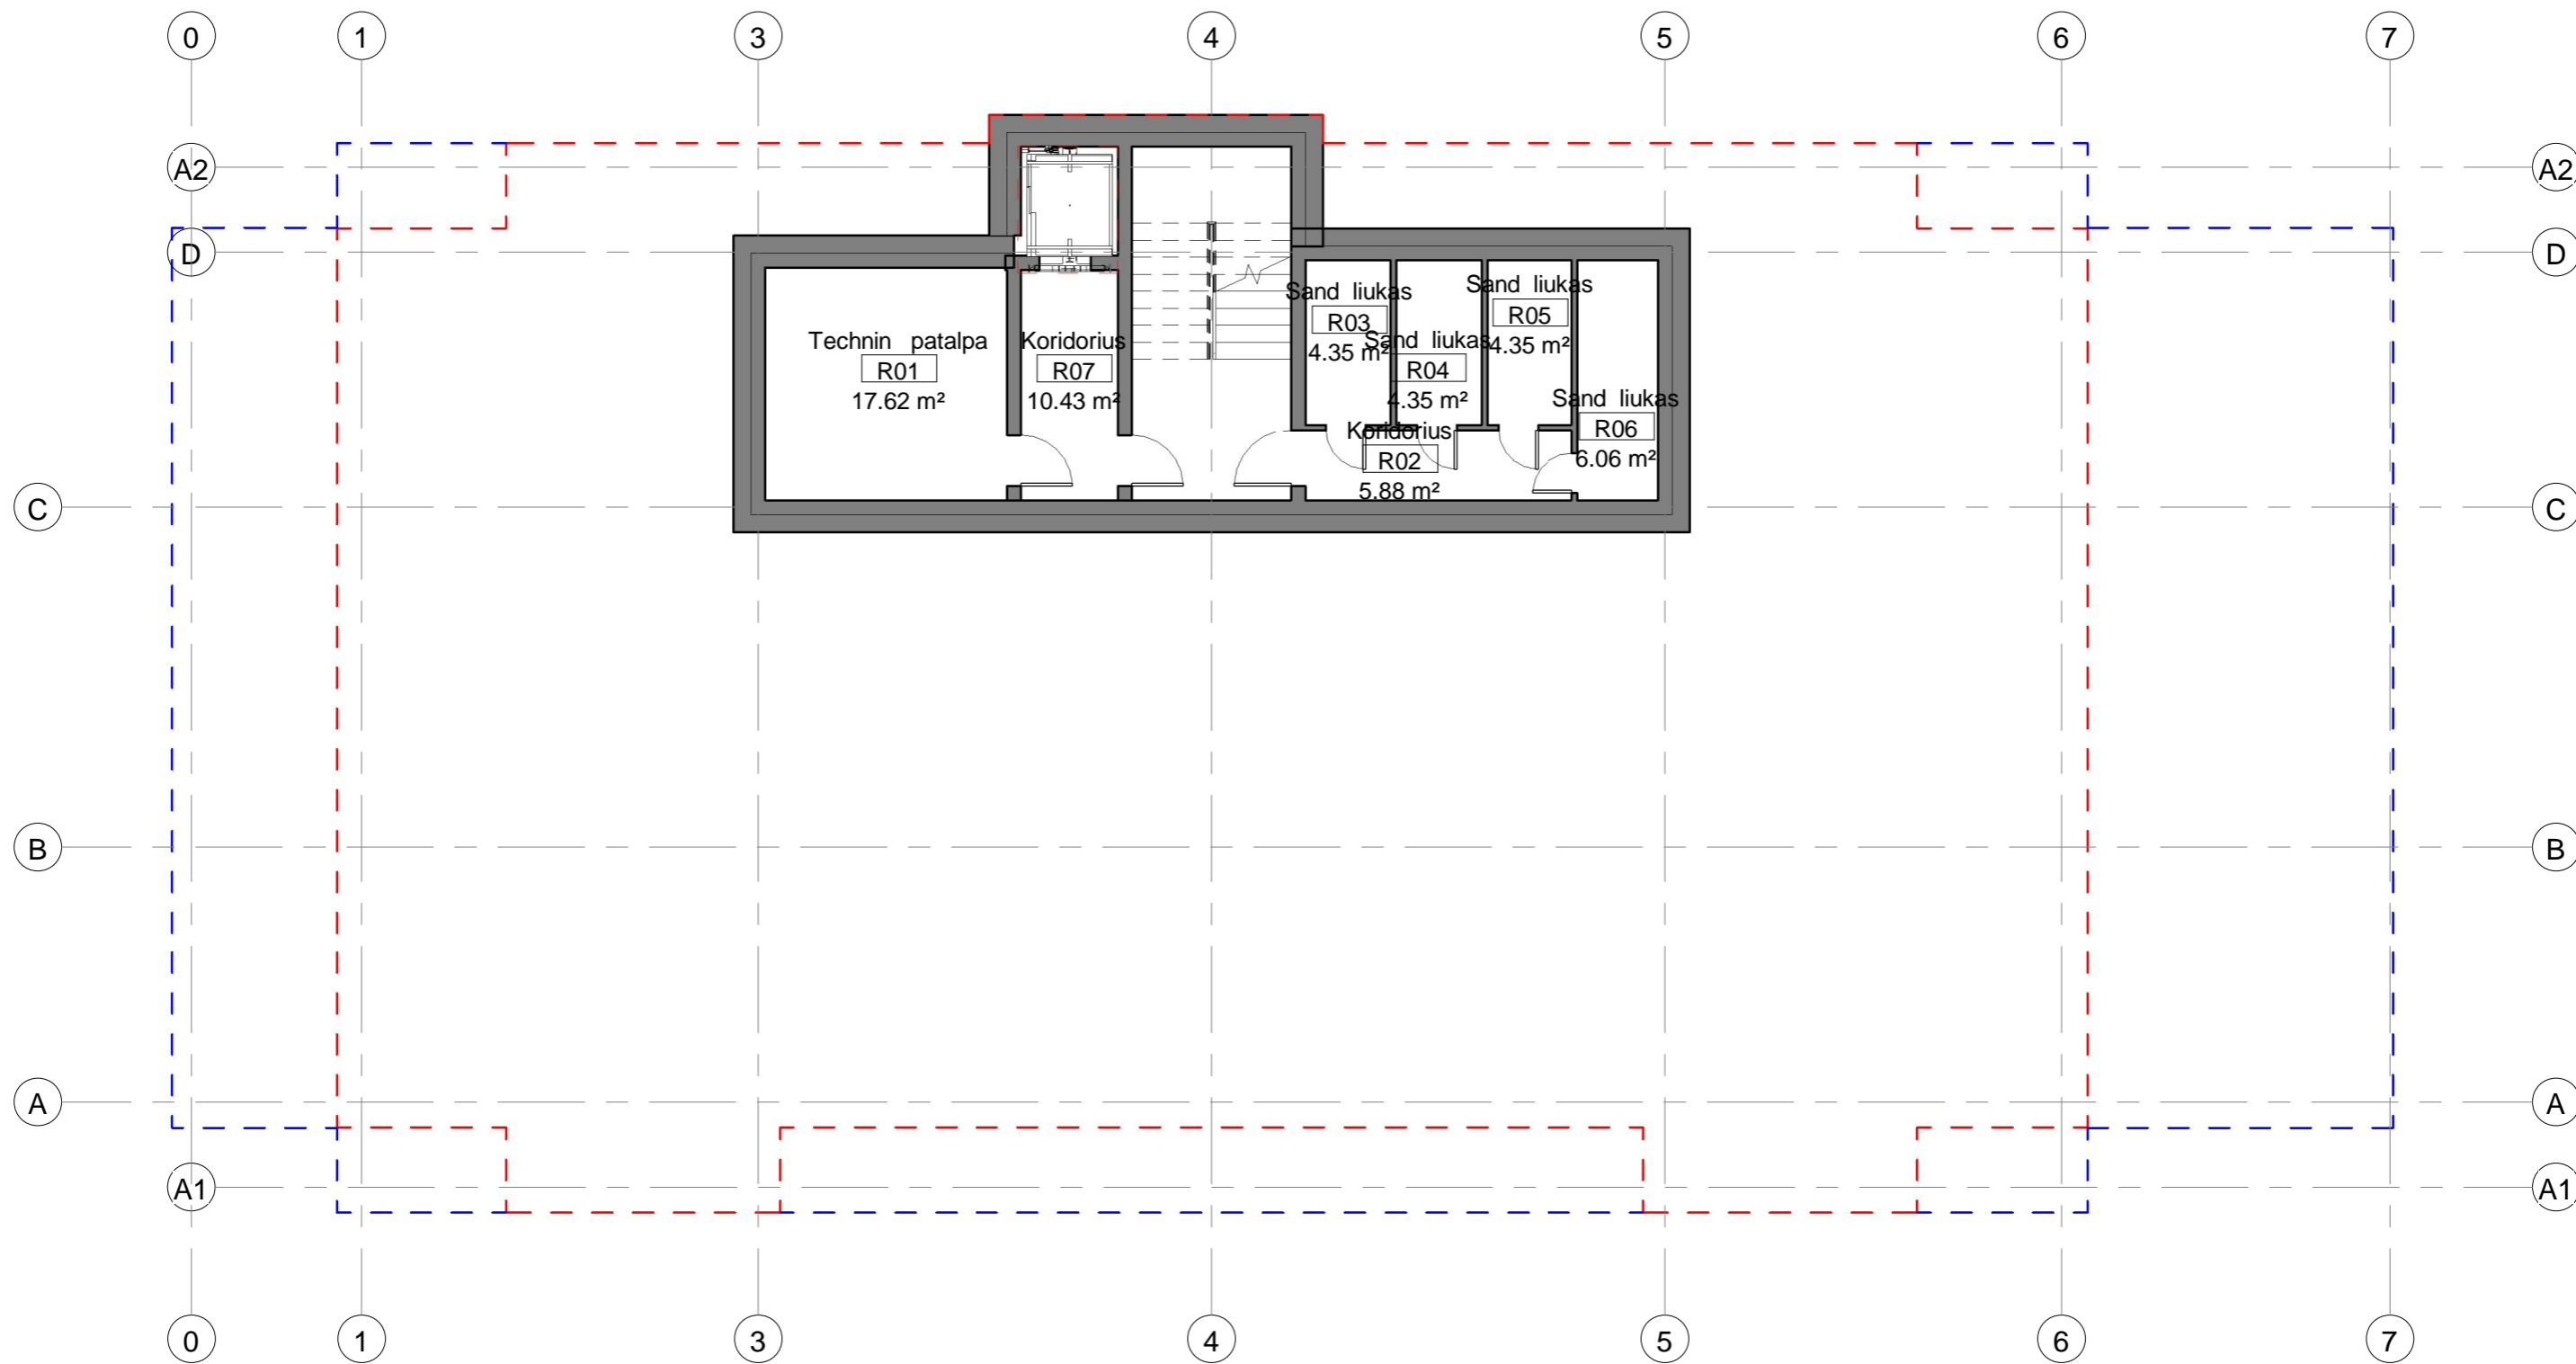 0 1 3 4 5 6 7
A2 A2
D D
Sand liukas
R03
4.35 m²
Sand liukas
R05
4.35 m²
Technin patalpa
R01
17.62 m²
Koridorius
R07
10.43 m²
Sand liukas
R04
4.35 m²
Sand liukas
R06
6.06 m²
Koridorius
R02
5.88 m²
C C
B B
A A
A1 A1
0 1 3 4 5 6 7